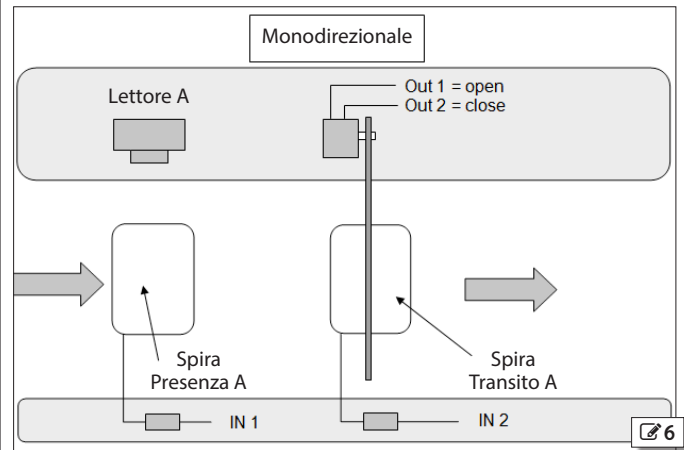 Monodirezionale
Out 1 = open
Lettore A
Out 2 = close
Spira
Presenza A
Spira
Transito A
IN 1
IN 2
6